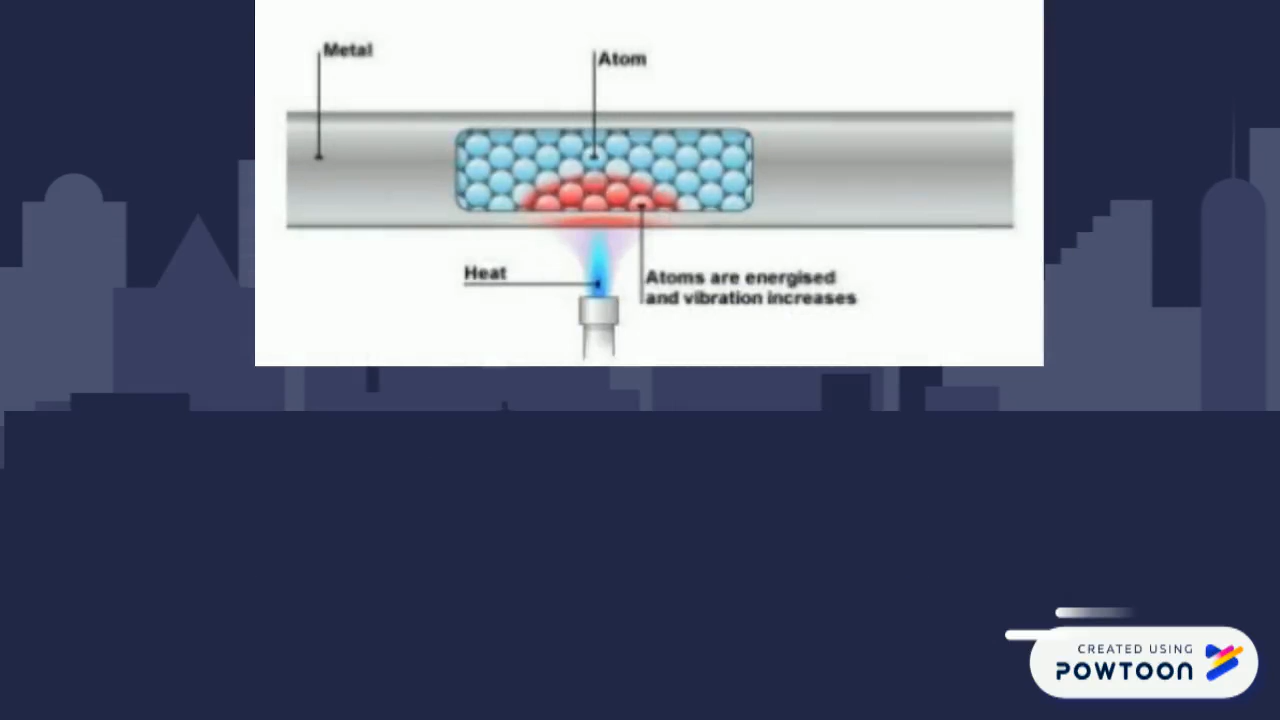 Metal
Atom
Heat
Atoms are energised
and vibration increases
CREATED USING
POWTOON